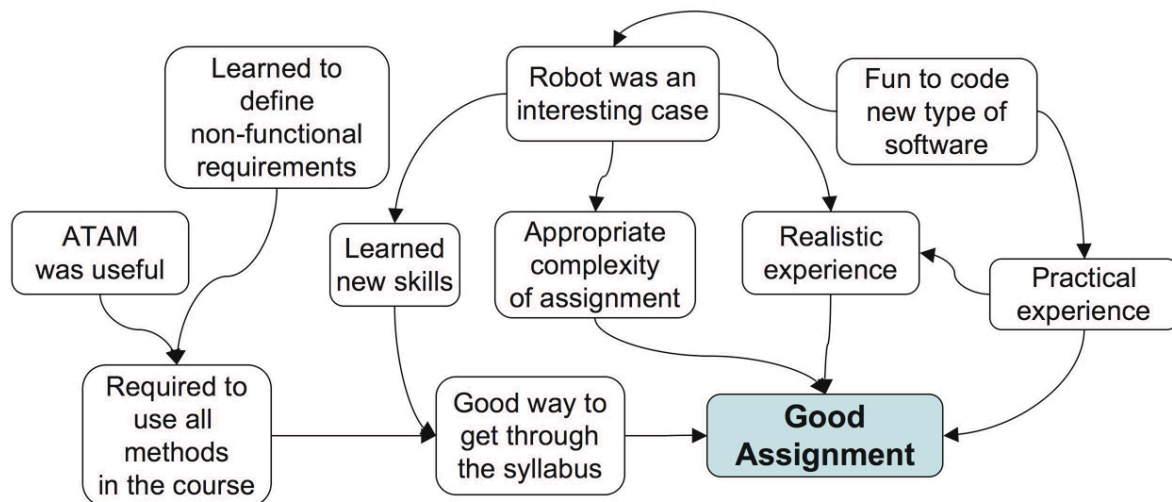 Learned to
define
non-functional
requirements
Robot was an
interesting case
Fun to code
new type of
software
ATAM
was useful
Learned
new skills
Appropriate
complexity
of assignment
Realistic
experience
Practical
experience
Required to
use all
methods
in the course
Good way to
get through
the syllabus
Good
Assignment